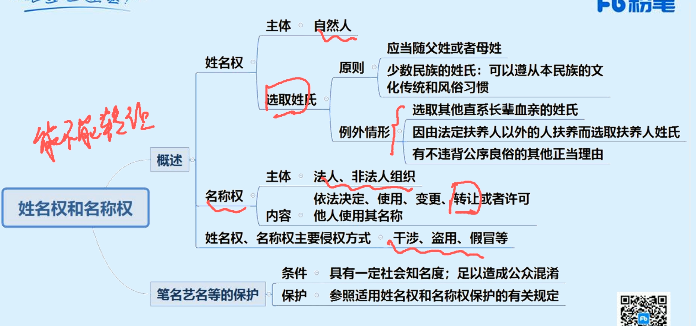 粉笔
主体
自然人
姓名权
应当随父姓或者母姓
原则
少数民族的姓氏：可以遵从本民族的文
化传统和风俗习惯
选取姓氏
选取其他直系长辈血亲的姓氏
例外情形
因由法定扶养人以外的人扶养而选取扶养人姓氏
有不违背公序良俗的其他正当理由
能不能转让
概述
主体
法人、非法人组织
名称权
依法决定、使用、变更、转让或者许可
内容
他人使用其名称
姓名权和名称权
姓名权、名称权主要侵权方式
干涉、盗用、假冒等
条件
具有一定社会知名度；足以造成公众混淆
笔名艺名等的保护
保护
参照适用姓名权和名称权保护的有关规定